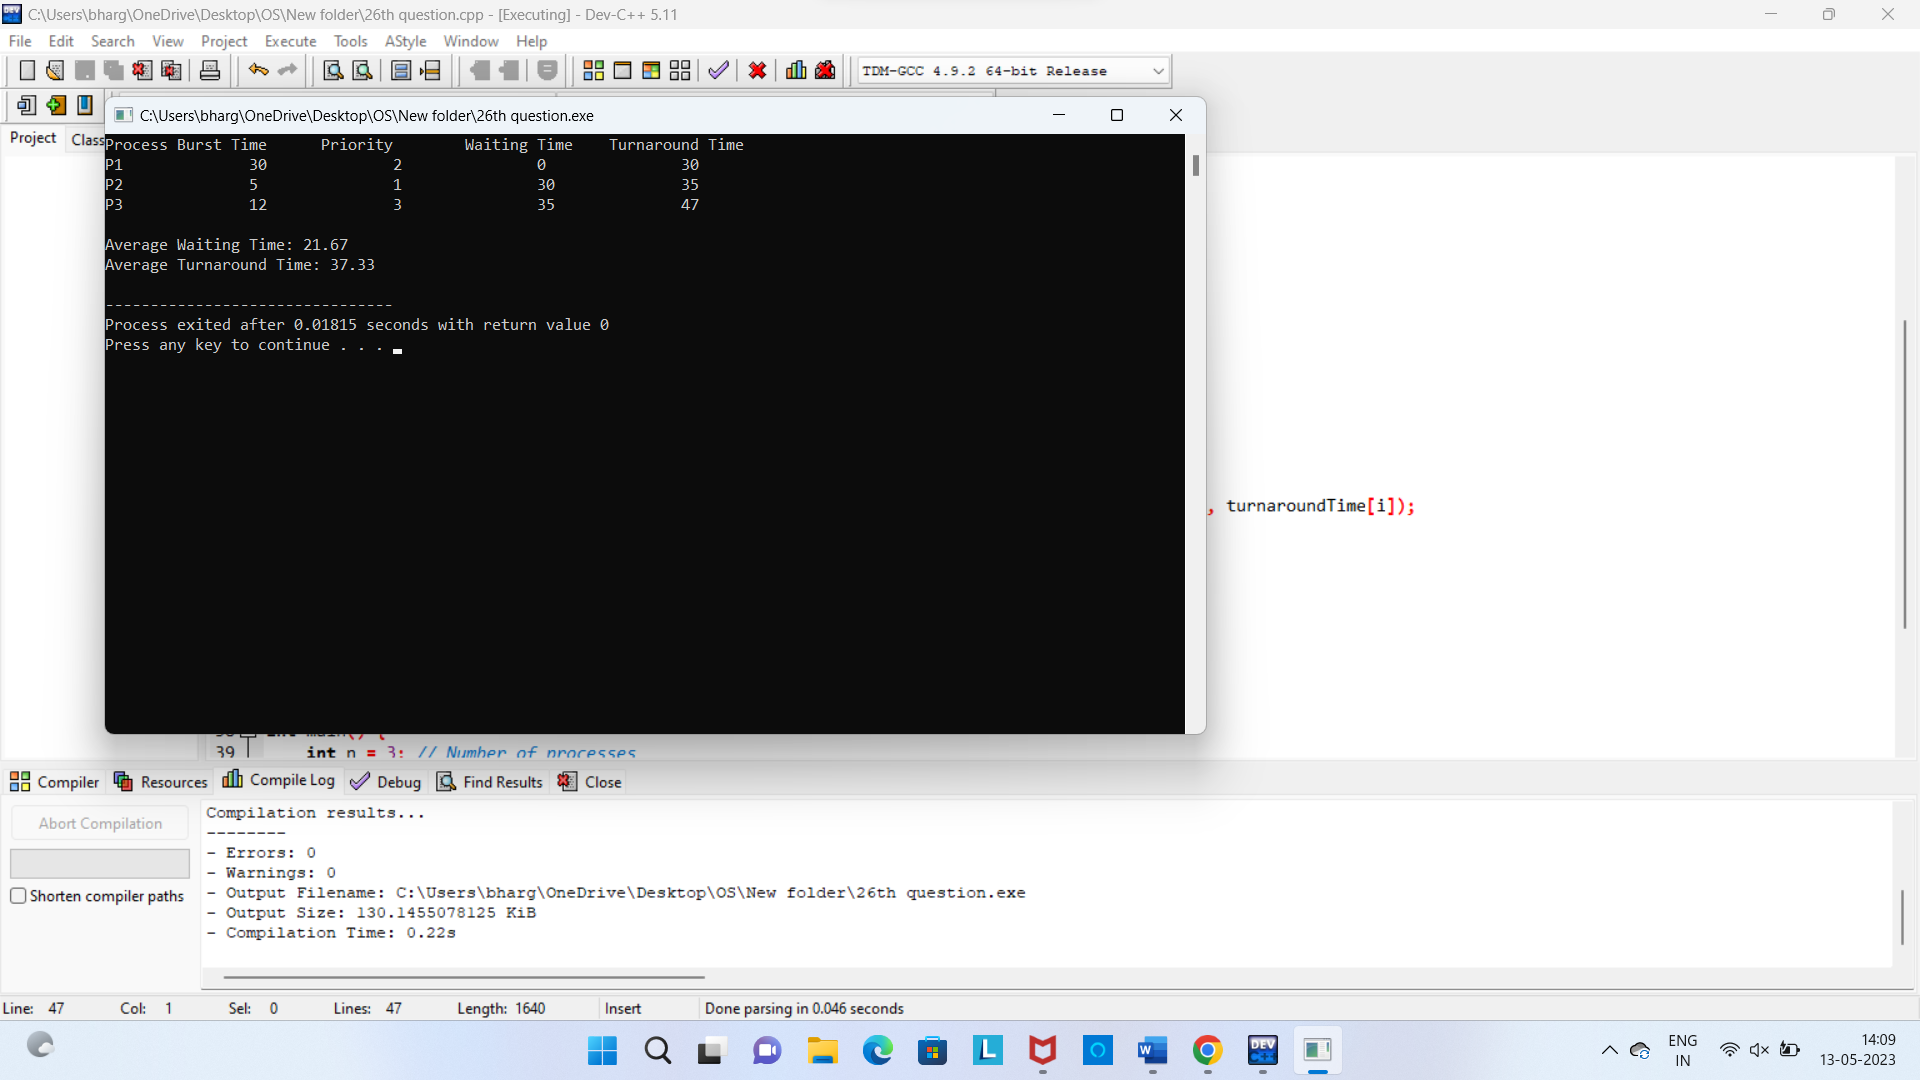 C:\Users\bharg\OneDrive\Desktop\OS\New folder\26th question.cpp - [Executing] - Dev-C++ 5.11
File Edit Search View Project Execute Tools AStyle Window Help
TDM-GCC 4.9.2 64-bit Release
C:\Users\bharg\OneDrive\Desktop\OS\New folder\26th question.exe
Project Class
Process Burst Time Priority Waiting Time Turnaround Time
P1 30 2 0 30
P2 5 1 30 35
P3 12 3 35 47
Average Waiting Time: 21.67
Average Turnaround Time: 37.33
--------------------------------
Process exited after 0.01815 seconds with return value 0
Press any key to continue . . .
, turnaroundTime[i]);
39 int n = 3; // Number of processes
Compiler Resources Compile Log Debug Find Results Close
Abort Compilation
Shorten compiler paths
Compilation results...
--------
- Errors: 0
- Warnings: 0
- Output Filename: C:\Users\bharg\OneDrive\Desktop\OS\New folder\26th question.exe
- Output Size: 130.1455078125 KiB
- Compilation Time: 0.22s
Line: 47 Col: 1 Sel: 0 Lines: 47 Length: 1640 Insert Done parsing in 0.046 seconds
ENG
IN
14:09
13-05-2023